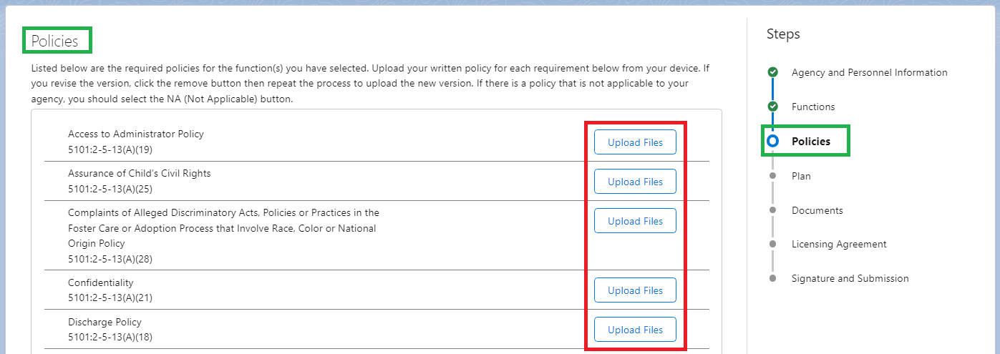 Policies
Listed below are the required policies for the function(s) you have selected. Upload your written policy for each requirement below from your device. If
you revise the version, click the remove button then repeat the process to upload the new version. If there is a policy that is not applicable to your
agency, you should select the NA (Not Applicable) button.
Access to Administrator Policy
5101:2-5-13(A)(19)
Upload Files
Assurance of Child’s Civil Rights
5101:2-5-13(A)(25)
Upload Files
Complaints of Alleged Discriminatory Acts, Policies or Practices in the
Foster Care or Adoption Process that Involve Race, Color or National
Origin Policy
5101:2-5-13(A)(28)
Upload Files
Confidentiality
5101:2-5-13(A)(21)
Upload Files
Discharge Policy
5101:2-5-13(A)(18)
Upload Files
Steps
Agency and Personnel Information
Functions
Policies
Plan
Documents
Licensing Agreement
Signature and Submission